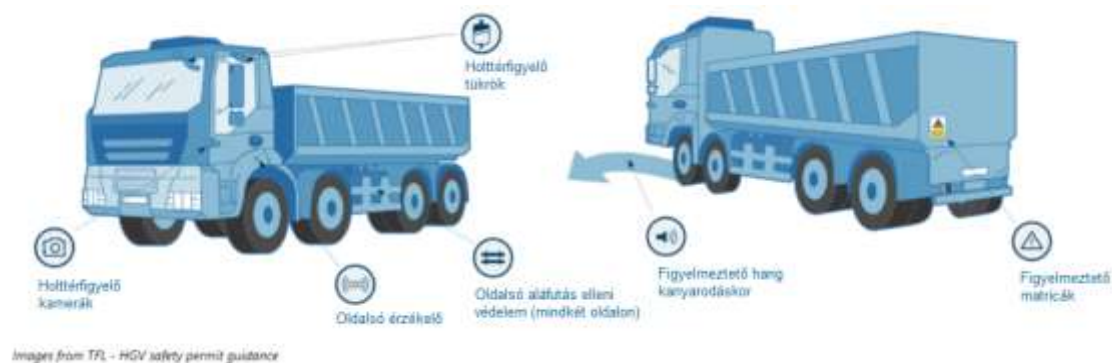 Holttérfigyelő
tükrök
Holttérfigyelő
kamerák
Oldalsó érzékelő
Oldalsó aláfutás elleni
védelem (mindkét oldalon)
Figyelmeztető hang
kanyarodáskor
Figyelmeztető
matricák
Images from TFL - HGV safety permit guidance